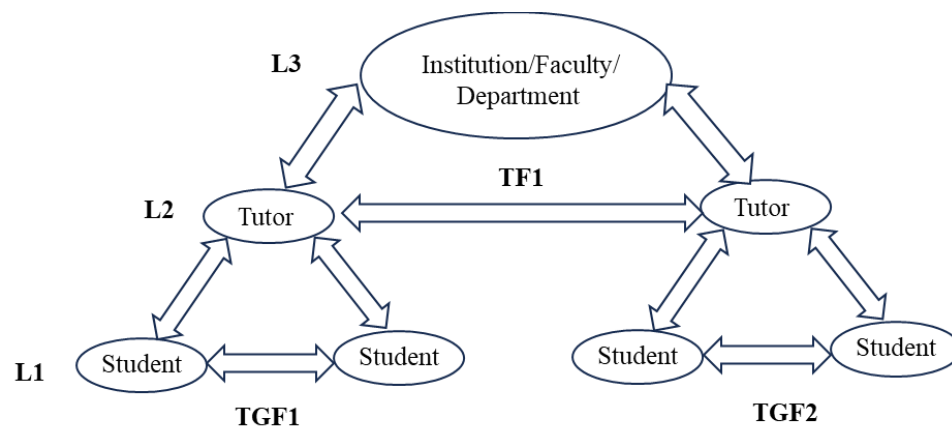 L3
Institution/Faculty/
Department
TF1
L2
Tutor
Tutor
Student
Student
Student
Student
L1
TGF1
TGF2